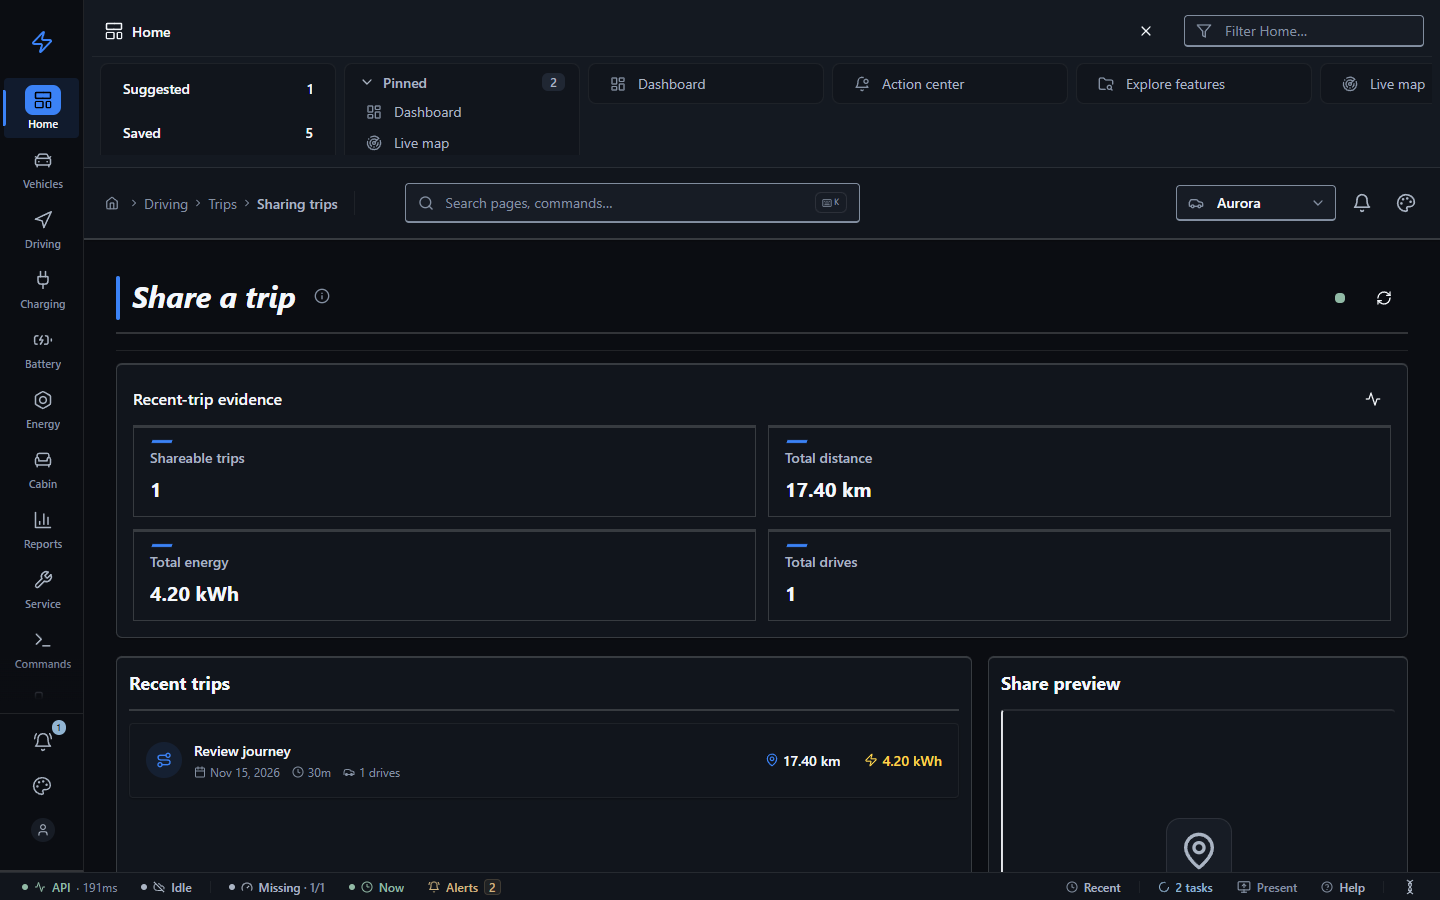 Home
Filter Home...
Suggested 1
Saved 5
Pinned 2
Dashboard
Live map
Dashboard
Action center
Explore features
Live map
Home
Vehicles
Driving
Charging
Battery
Energy
Cabin
Reports
Service
Commands
1
Driving Trips Sharing trips
Search pages, commands... K
Aurora
Share a trip
Recent-trip evidence
Shareable trips
1
Total distance
17.40 km
Total energy
4.20 kWh
Total drives
1
Recent trips
Review journey
Nov 15, 2026 30m 1 drives
17.40 km 4.20 kWh
Share preview
API · 191ms Idle Missing · 1/1 Now Alerts 2 Recent 2 tasks Present Help